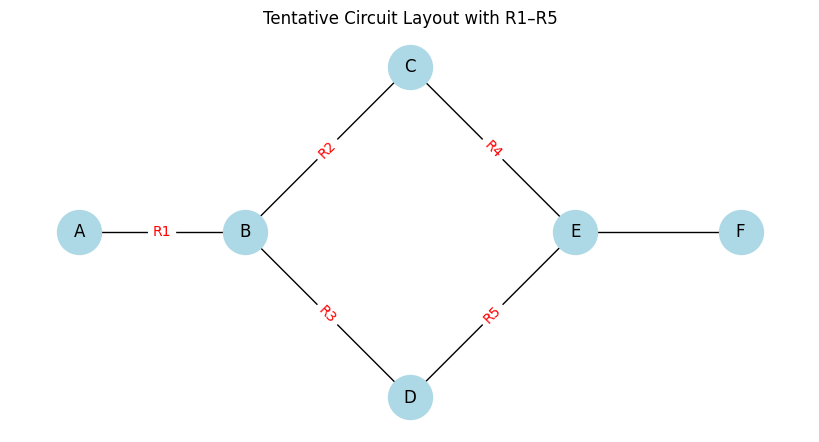 Tentative Circuit Layout with R1–R5
C
R2
R4
A
R1
B
E
F
R3
R5
D